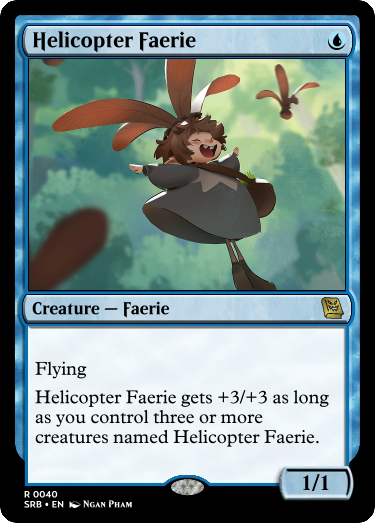 Helicopter Faerie
Creature — Faerie
Flying
Helicopter Faerie gets +3/+3 as long
as you control three or more
creatures named Helicopter Faerie.
1/1
R 0040
SRB • EN Ngan Pham